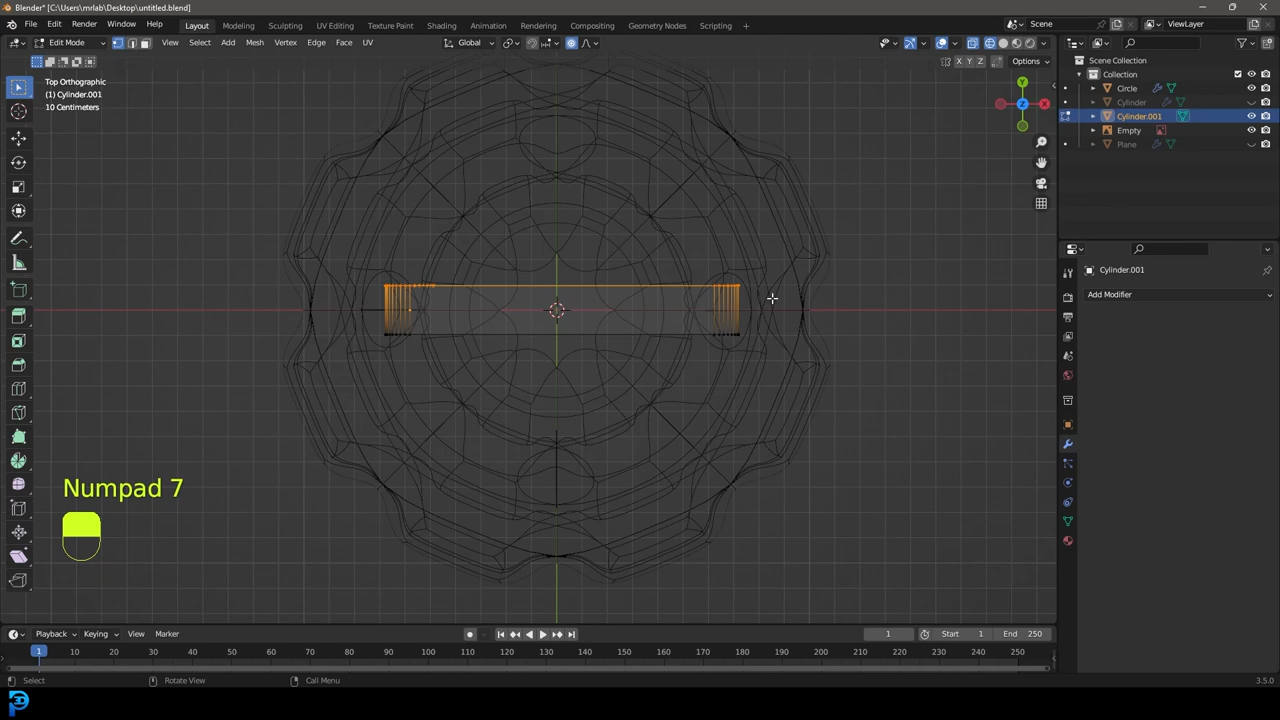 Blender* [C:\Users\mrlab\Desktop\untitled.blend]
File Edit Render Window Help Layout Modeling Sculpting UV Editing Texture Paint Shading Animation Rendering Compositing Geometry Nodes Scripting Scene ViewLayer
Edit Mode View Select Add Mesh Vertex Edge Face UV Global
X Y Z Options
Top Orthographic
(1) Cylinder.001
10 Centimeters
Y
Z X
Scene Collection
Collection
Circle
Cylinder
Cylinder.001
Empty
Plane
Cylinder.001
Add Modifier
Numpad 7
Playback Keying View Marker 1 Start 1 End 250
1 10 20 30 40 50 60 70 80 90 100 110 120 130 140 150 160 170 180 190 200 210 220 230 240 250
Select Rotate View Call Menu 3.5.0